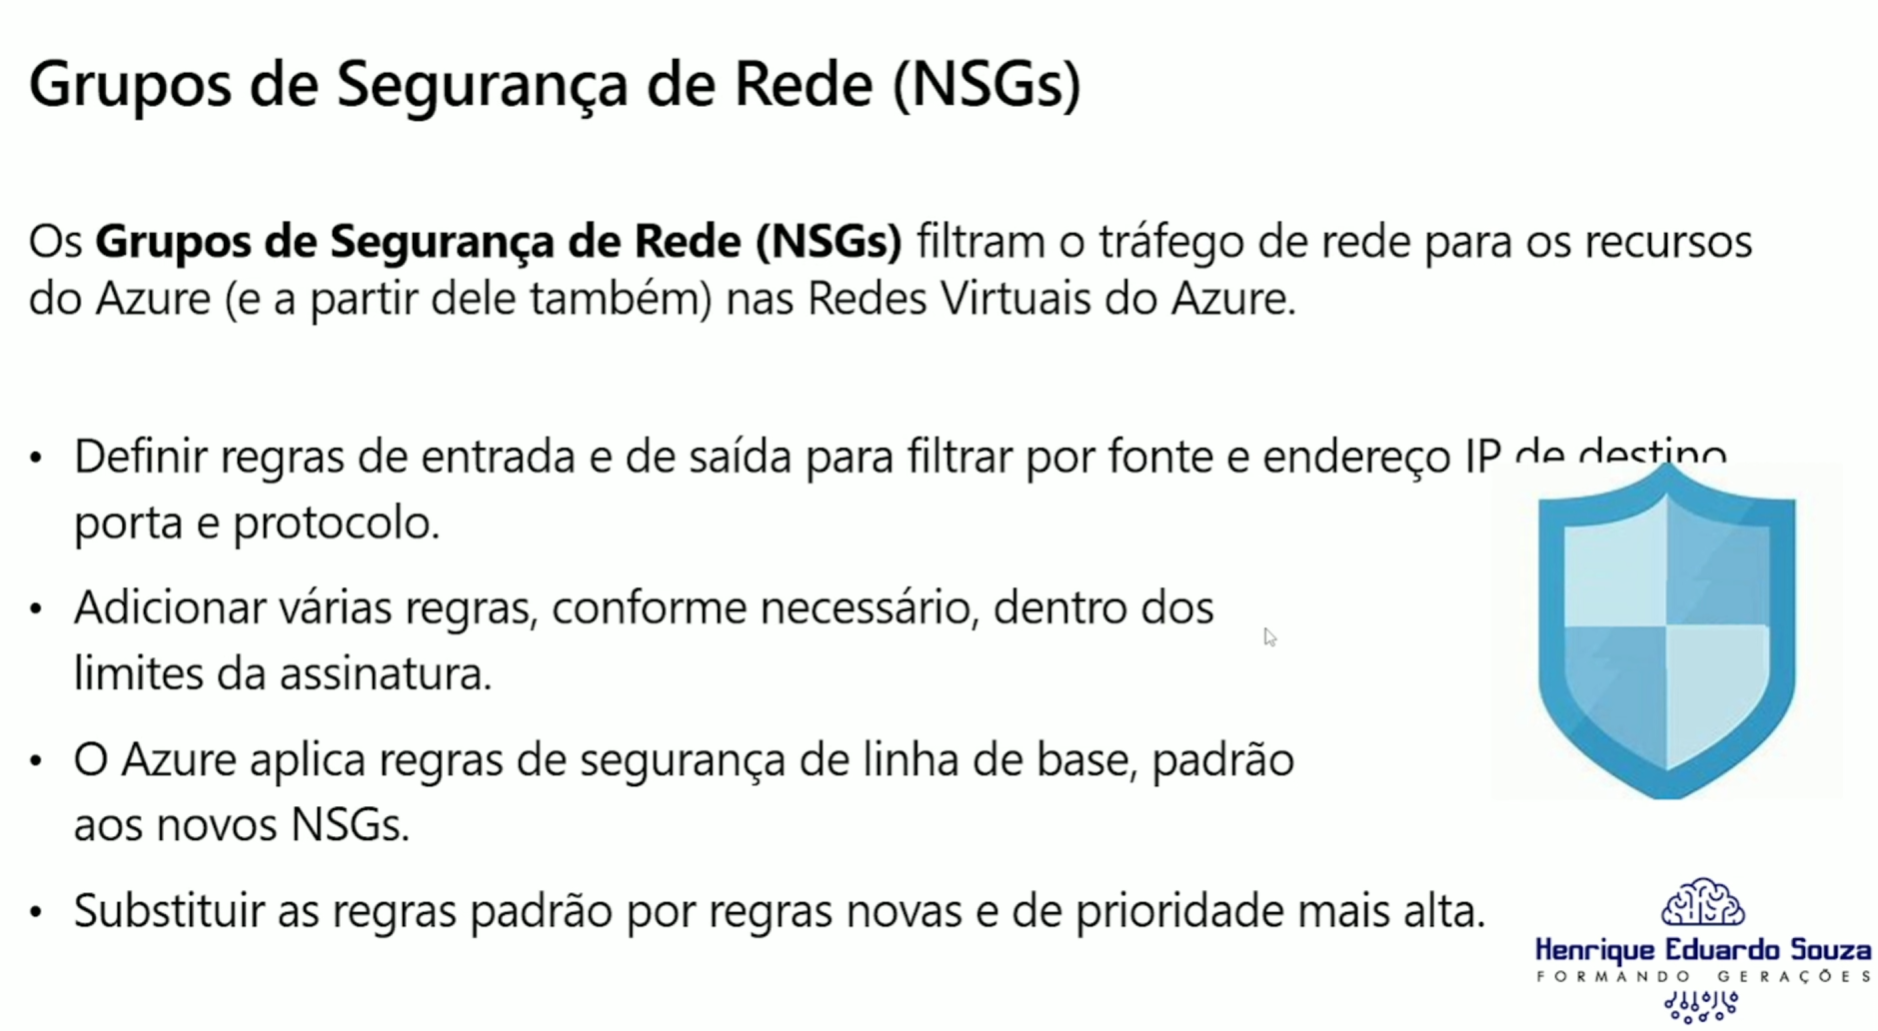 Grupos de Segurança de Rede (NSGs)
Os Grupos de Segurança de Rede (NSGs) filtram o tráfego de rede para os recursos
do Azure (e a partir dele também) nas Redes Virtuais do Azure.
• Definir regras de entrada e de saída para filtrar por fonte e endereço IP de destino
porta e protocolo.
• Adicionar várias regras, conforme necessário, dentro dos
limites da assinatura.
• O Azure aplica regras de segurança de linha de base, padrão
aos novos NSGs.
• Substituir as regras padrão por regras novas e de prioridade mais alta.
Henrique Eduardo Souza
FORMANDO GERAÇÕES